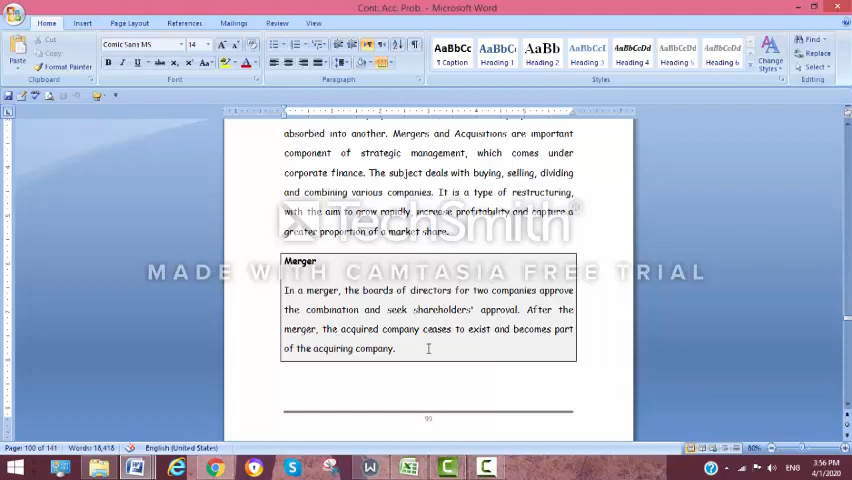 Cont. Acc. Prob. - Microsoft Word
Home Insert Page Layout References Mailings Review View
Cut
Copy
Format Painter
Paste
Clipboard
Comic Sans MS 14
Font
Paragraph
AaBbCc AaBbCc AaBb AaBbCcI AaBbCcDd AaBbCcDd AaBbCcDd
¶ Caption Heading 1 Heading 2 Heading 3 Heading 4 Heading 5 Heading 6
Change Styles
Styles
Find
Replace
Select
Editing
absorbed into another. Mergers and Acquisitions are important
component of strategic management, which comes under
corporate finance. The subject deals with buying, selling, dividing
and combining various companies. It is a type of restructuring,
with the aim to grow rapidly, increase profitability and capture a
greater proportion of a market share.
TechSmith®
MADE WITH CAMTASIA FREE TRIAL
Merger
In a merger, the boards of directors for two companies approve
the combination and seek shareholders' approval. After the
merger, the acquired company ceases to exist and becomes part
of the acquiring company.
99
Page: 100 of 141 Words: 18,418 English (United States) 80%
ENG 3:56 PM
4/1/2020